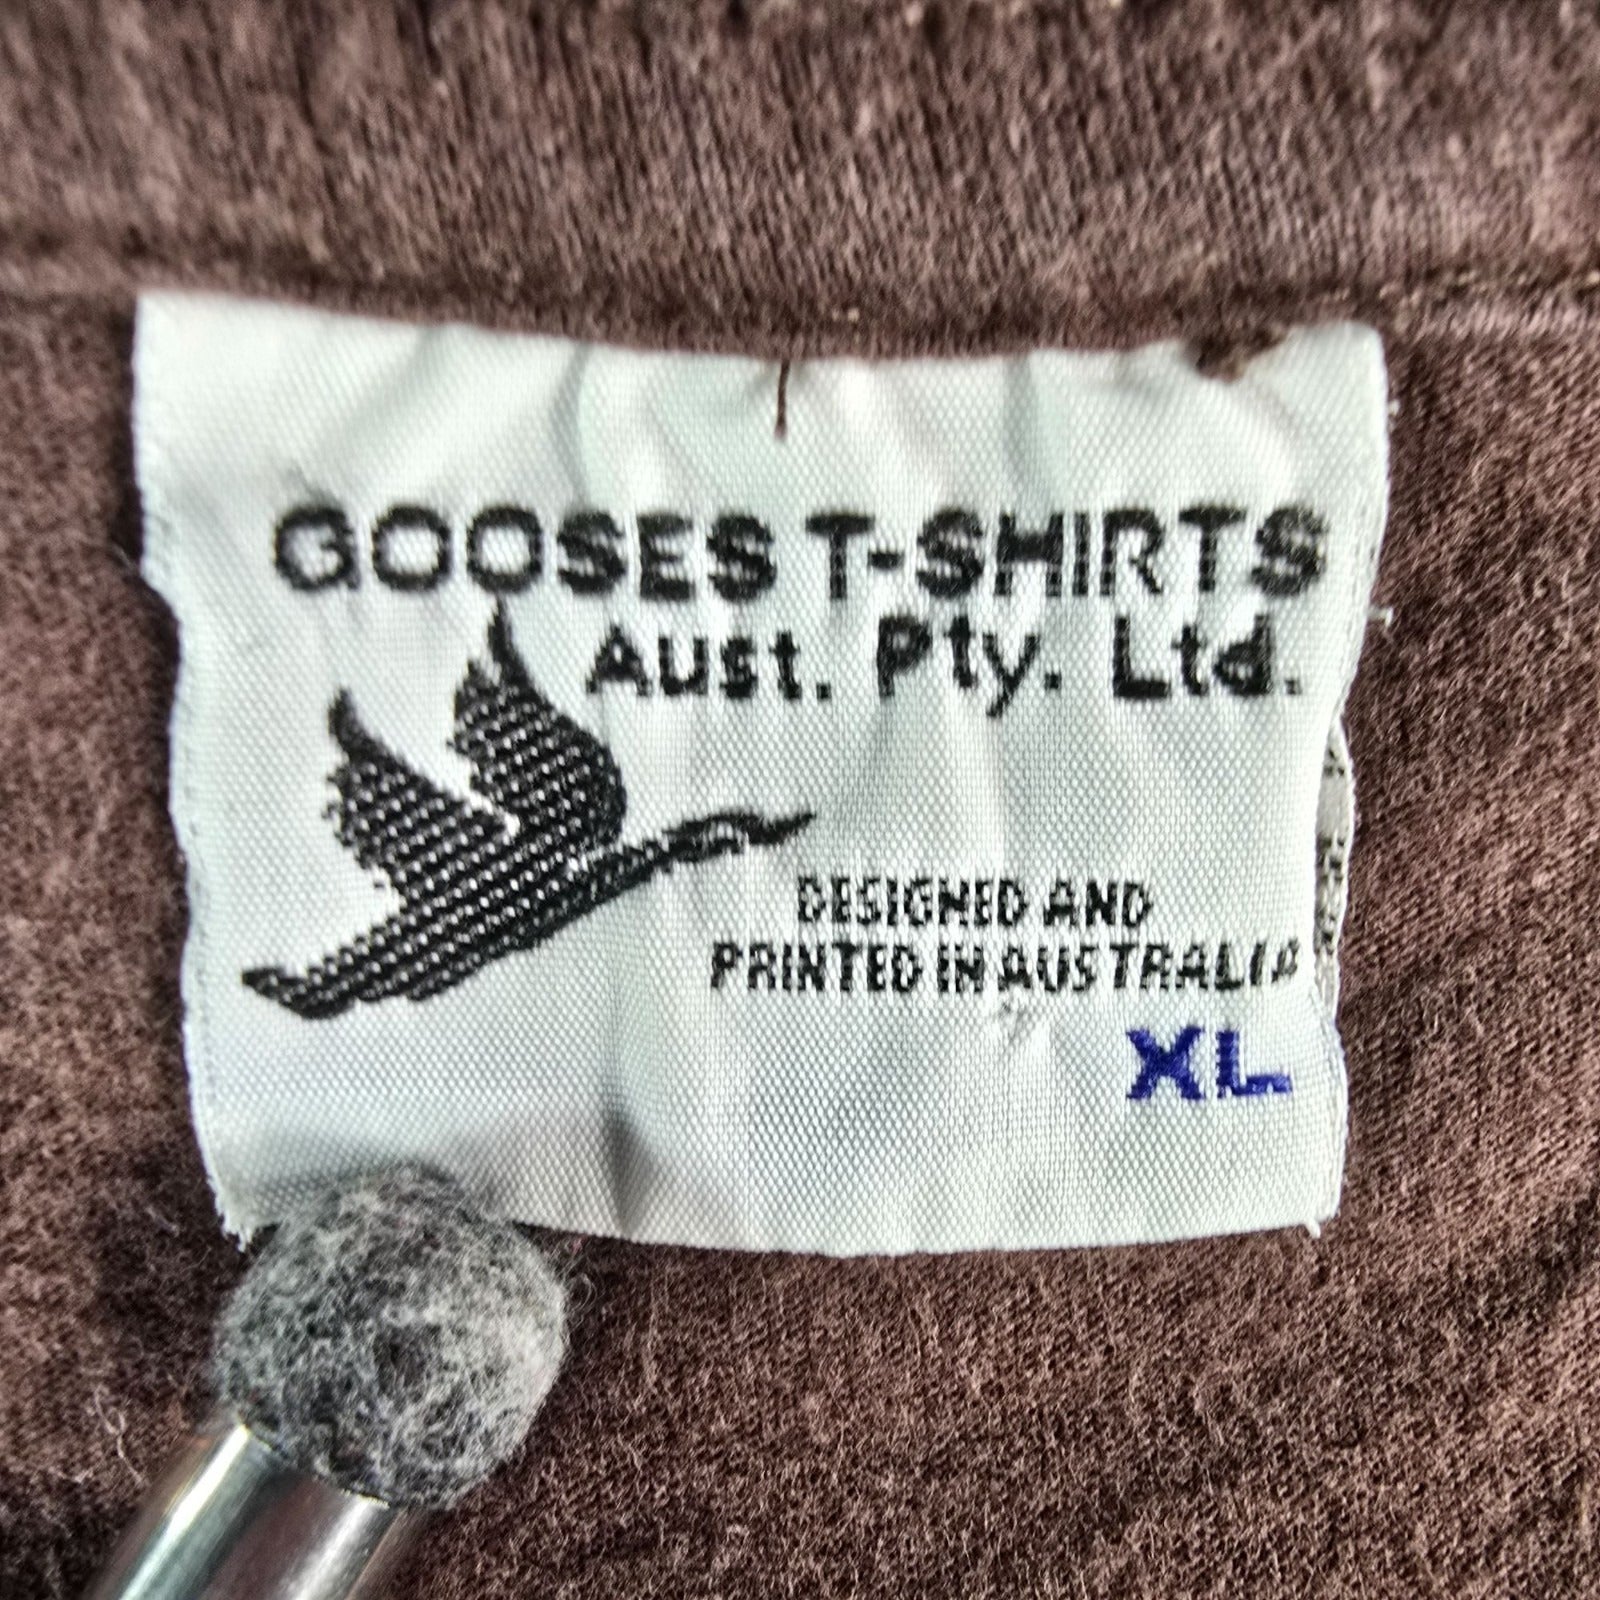 GOOSES T-SHIRTS
Aust. Pty. Ltd.
DESIGNED AND
PRINTED IN AUSTRALIA
XL